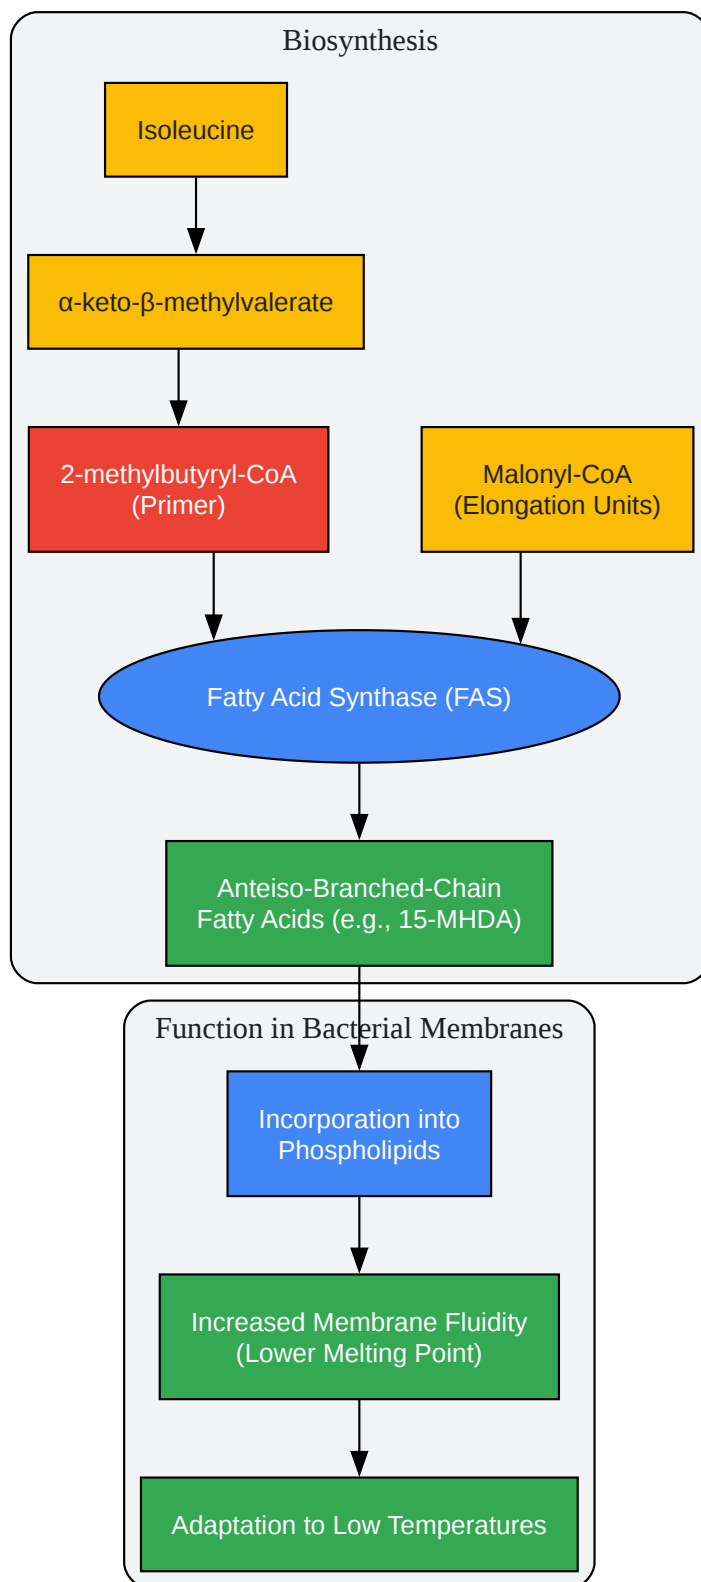 Biosynthesis
Isoleucine
α-keto-β-methylvalerate
2-methylbutyryl-CoA
(Primer)
Malonyl-CoA
(Elongation Units)
Fatty Acid Synthase (FAS)
Anteiso-Branched-Chain
Fatty Acids (e.g., 15-MHDA)
Function in Bacterial Membranes
Incorporation into
Phospholipids
Increased Membrane Fluidity
(Lower Melting Point)
Adaptation to Low Temperatures